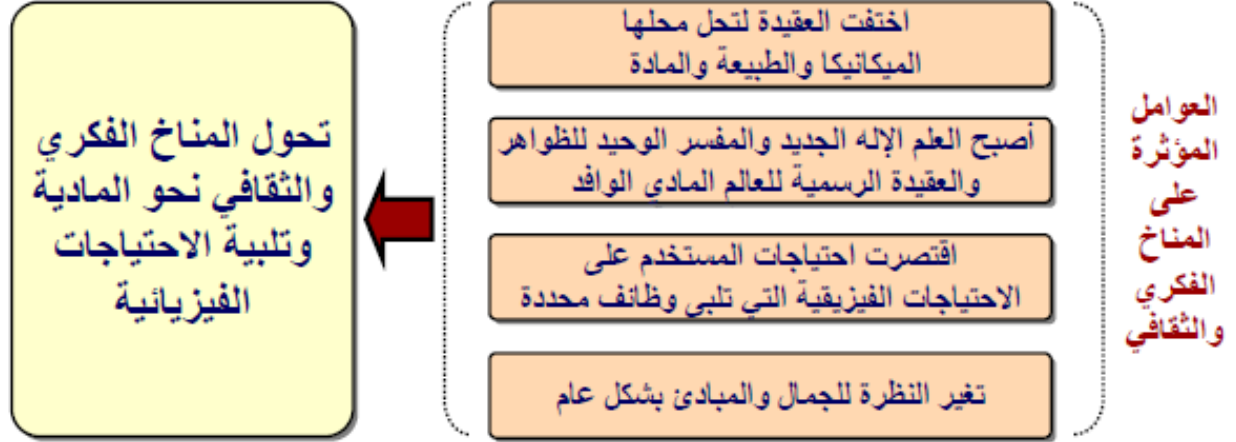 العوامل
المؤثرة
على
المناخ
الفكري
والثقافي
اختفت العقيدة لتحل محلها
الميكانيكا والطبيعة والمادة
أصبح العلم الإله الجديد والمفسر الوحيد للظواهر
والعقيدة الرسمية للعالم المادي الوافد
اقتصرت احتياجات المستخدم على
الاحتياجات الفيزيقية التي تلبى وظائف محددة
تغير النظرة للجمال والمبادئ بشكل عام
تحول المناخ الفكري
والثقافي نحو المادية
وتلبية الاحتياجات
الفيزيائية